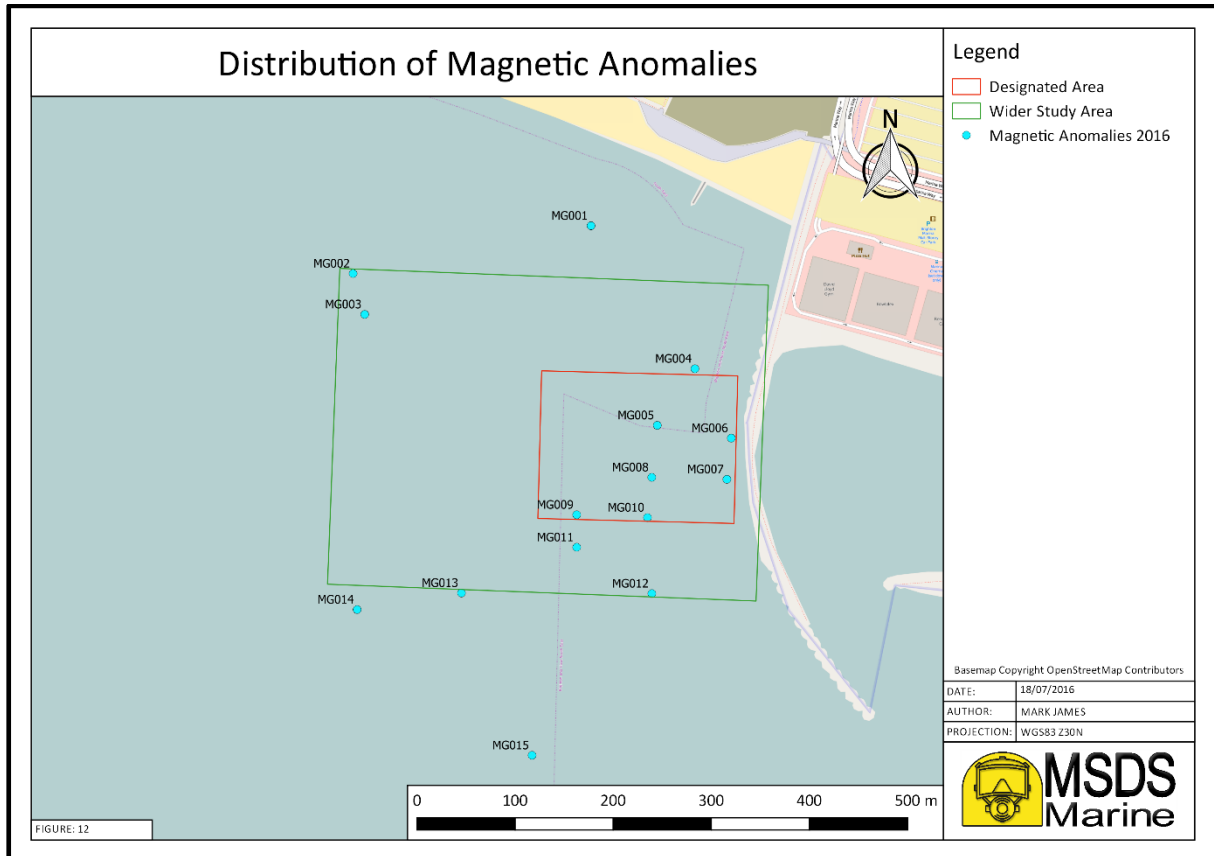 Distribution of Magnetic Anomalies
Legend
Designated Area
Wider Study Area
Magnetic Anomalies 2016
N
MG001
MG002
MG003
MG004
MG005
MG006
MG008
MG007
MG009
MG010
MG011
MG013
MG012
MG014
MG015
0 100 200 300 400 500 m
FIGURE: 12
Basemap Copyright OpenStreetMap Contributors
DATE: 18/07/2016
AUTHOR: MARK JAMES
PROJECTION: WGS83 Z30N
MSDS
Marine